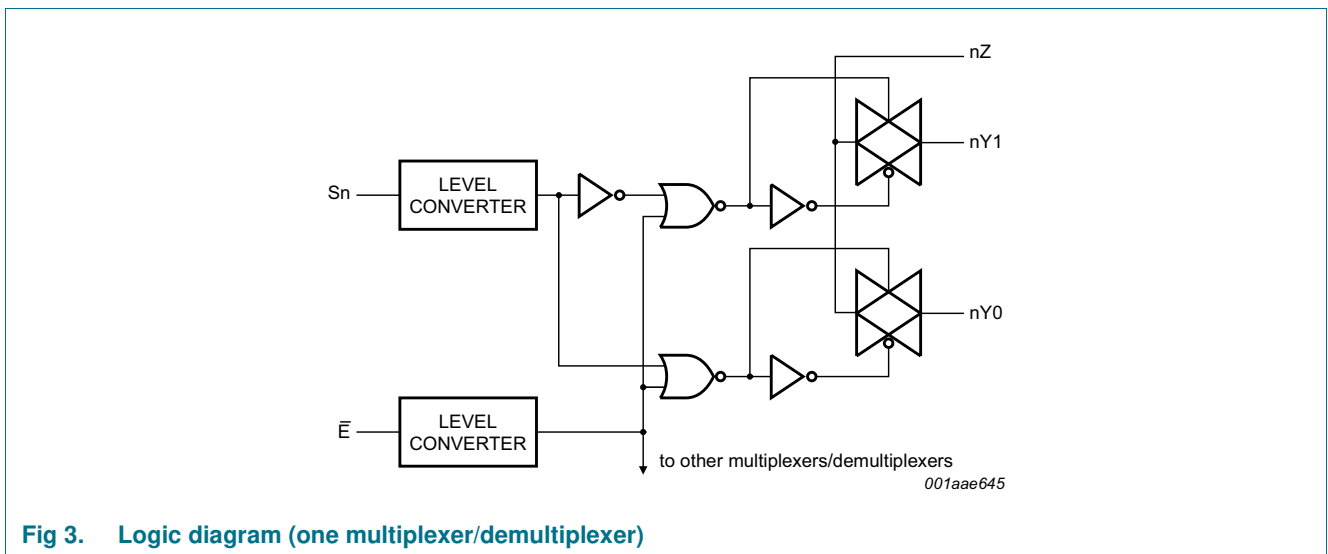 nZ
nY1
Sn
LEVEL
CONVERTER
nY0
E̅
LEVEL
CONVERTER
to other multiplexers/demultiplexers
001aae645
Fig 3. Logic diagram (one multiplexer/demultiplexer)